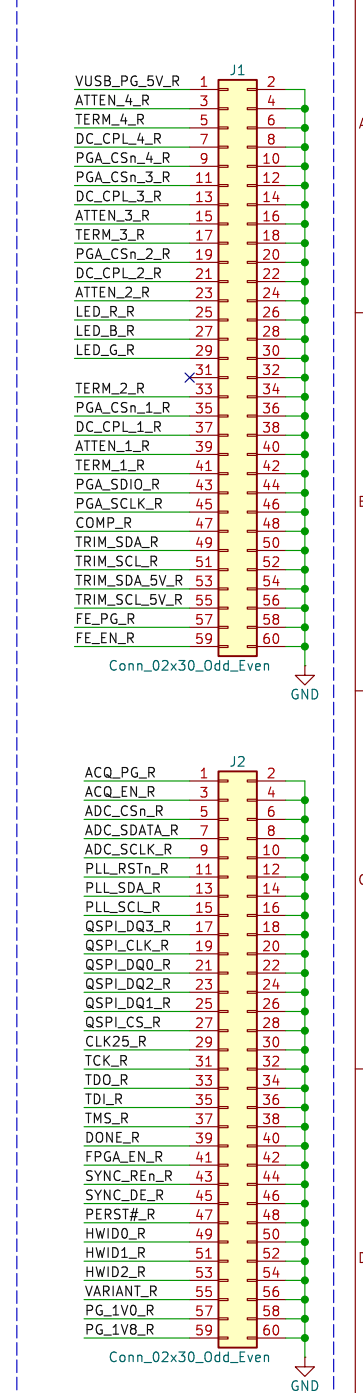 J1
VUSB_PG_5V_R 1 2
ATTEN_4_R 3 4
TERM_4_R 5 6
DC_CPL_4_R 7 8
PGA_CSn_4_R 9 10
PGA_CSn_3_R 11 12
DC_CPL_3_R 13 14
ATTEN_3_R 15 16
TERM_3_R 17 18
PGA_CSn_2_R 19 20
DC_CPL_2_R 21 22
ATTEN_2_R 23 24
LED_R_R 25 26
LED_B_R 27 28
LED_G_R 29 30
31 32
TERM_2_R 33 34
PGA_CSn_1_R 35 36
DC_CPL_1_R 37 38
ATTEN_1_R 39 40
TERM_1_R 41 42
PGA_SDIO_R 43 44
PGA_SCLK_R 45 46
COMP_R 47 48
TRIM_SDA_R 49 50
TRIM_SCL_R 51 52
TRIM_SDA_5V_R 53 54
TRIM_SCL_5V_R 55 56
FE_PG_R 57 58
FE_EN_R 59 60
Conn_02x30_Odd_Even
GND
J2
ACQ_PG_R 1 2
ACQ_EN_R 3 4
ADC_CSn_R 5 6
ADC_SDATA_R 7 8
ADC_SCLK_R 9 10
PLL_RSTn_R 11 12
PLL_SDA_R 13 14
PLL_SCL_R 15 16
QSPI_DQ3_R 17 18
QSPI_CLK_R 19 20
QSPI_DQ0_R 21 22
QSPI_DQ2_R 23 24
QSPI_DQ1_R 25 26
QSPI_CS_R 27 28
CLK25_R 29 30
TCK_R 31 32
TDO_R 33 34
TDI_R 35 36
TMS_R 37 38
DONE_R 39 40
FPGA_EN_R 41 42
SYNC_REn_R 43 44
SYNC_DE_R 45 46
PERST#_R 47 48
HWID0_R 49 50
HWID1_R 51 52
HWID2_R 53 54
VARIANT_R 55 56
PG_1V0_R 57 58
PG_1V8_R 59 60
Conn_02x30_Odd_Even
GND